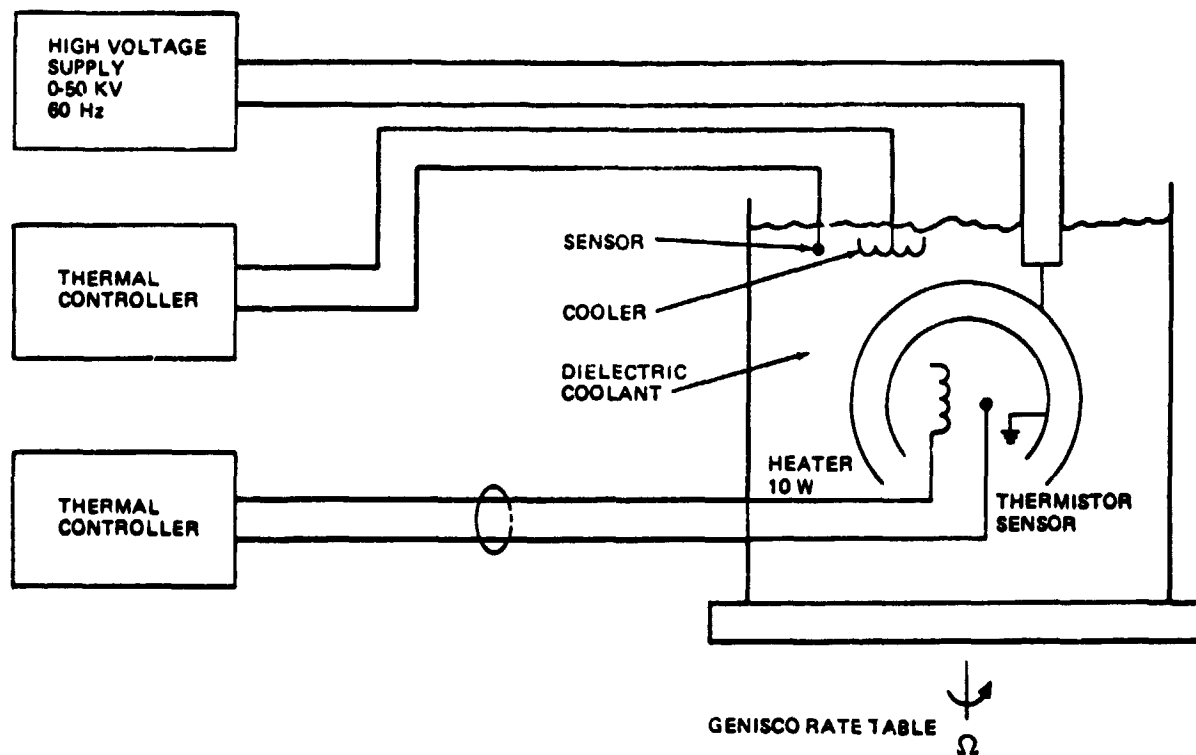 HIGH VOLTAGE
SUPPLY
0-50 KV
60 Hz
THERMAL
CONTROLLER
SENSOR
COOLER
DIELECTRIC
COOLANT
THERMAL
CONTROLLER
HEATER
10 W
THERMISTOR
SENSOR
GENISCO RATE TABLE
Ω